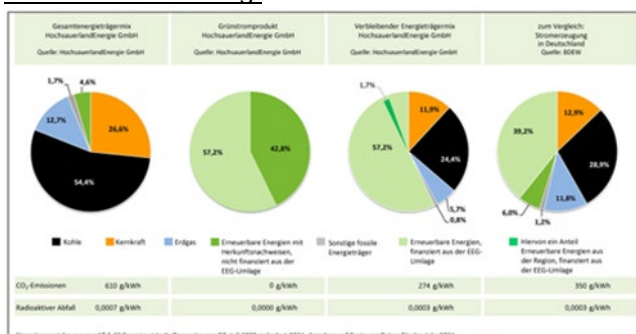 Gesamtenergieträgermix
HochsauerlandEnergie GmbH
Quelle: HochsauerlandEnergie GmbH
Grünstromprodukt
HochsauerlandEnergie GmbH
Quelle: HochsauerlandEnergie GmbH
Verbleibender Energieträgermix
HochsauerlandEnergie GmbH
Quelle: HochsauerlandEnergie GmbH
zum Vergleich:
Stromerzeugung
in Deutschland
Quelle: BDEW
1,7%
4,6%
12,7%
26,6%
54,4%
57,2%
42,8%
1,7%
11,9%
57,2%
24,4%
5,7%
0,8%
12,9%
39,2%
28,9%
6,0%
11,8%
1,2%
Kohle
Kernkraft
Erdgas
Erneuerbare Energien mit
Herkunftsnachweisen,
nicht finanziert aus der
EEG-Umlage
Sonstige fossile
Energieträger
Erneuerbare Energien,
finanziert aus der EEG-
Umlage
Hiervon ein Anteil
Erneuerbare Energien aus
der Region, finanziert aus
der EEG-Umlage
CO₂-Emissionen 610 g/kWh 0 g/kWh 274 g/kWh 350 g/kWh
Radioaktiver Abfall 0,0007 g/kWh 0,0000 g/kWh 0,0003 g/kWh 0,0003 g/kWh